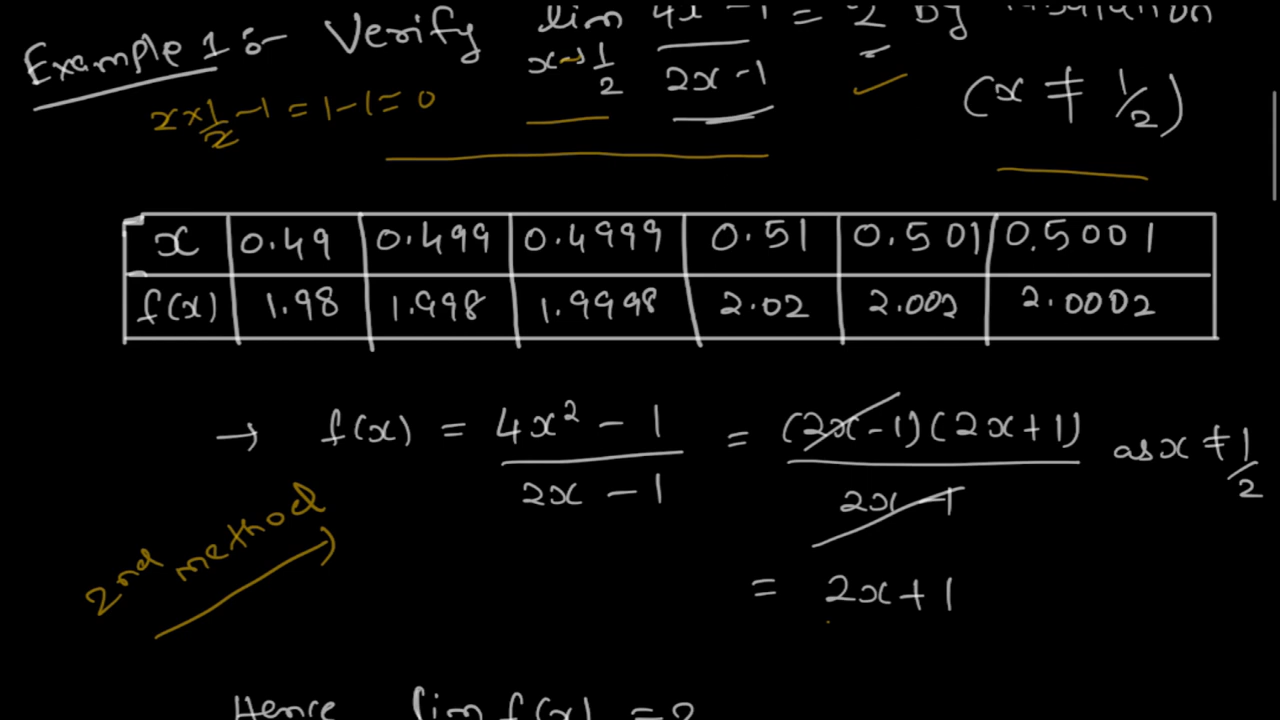 Example 1 :- Verify lim 4x - 1 = 2 by
x→1/2 2x - 1 (x ≠ 1/2)
2 × 1/2 - 1 = 1 - 1 = 0
x 0.49 0.499 0.4999 0.51 0.501 0.5001
f(x) 1.98 1.998 1.9998 2.02 2.002 2.0002
→ f(x) = 4x² - 1 / 2x - 1 = (2x - 1)(2x + 1) / 2x - 1 as x ≠ 1/2
2nd method
= 2x + 1
Hence lim f(x) = 2